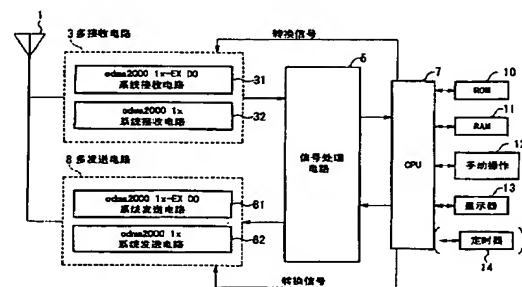 1
3 多接收电路
转换信号
cdma2000 1x-EX DO
系统接收电路
31
cdma2000 1x
系统接收电路
32
5
信号处理
电路
7
CPU
10
ROM
11
RAM
12
手动操作
13
显示器
定时器
14
8 多发送电路
cdma2000 1x-EX DO
系统发送电路
81
cdma2000 1x
系统发送电路
82
转换信号